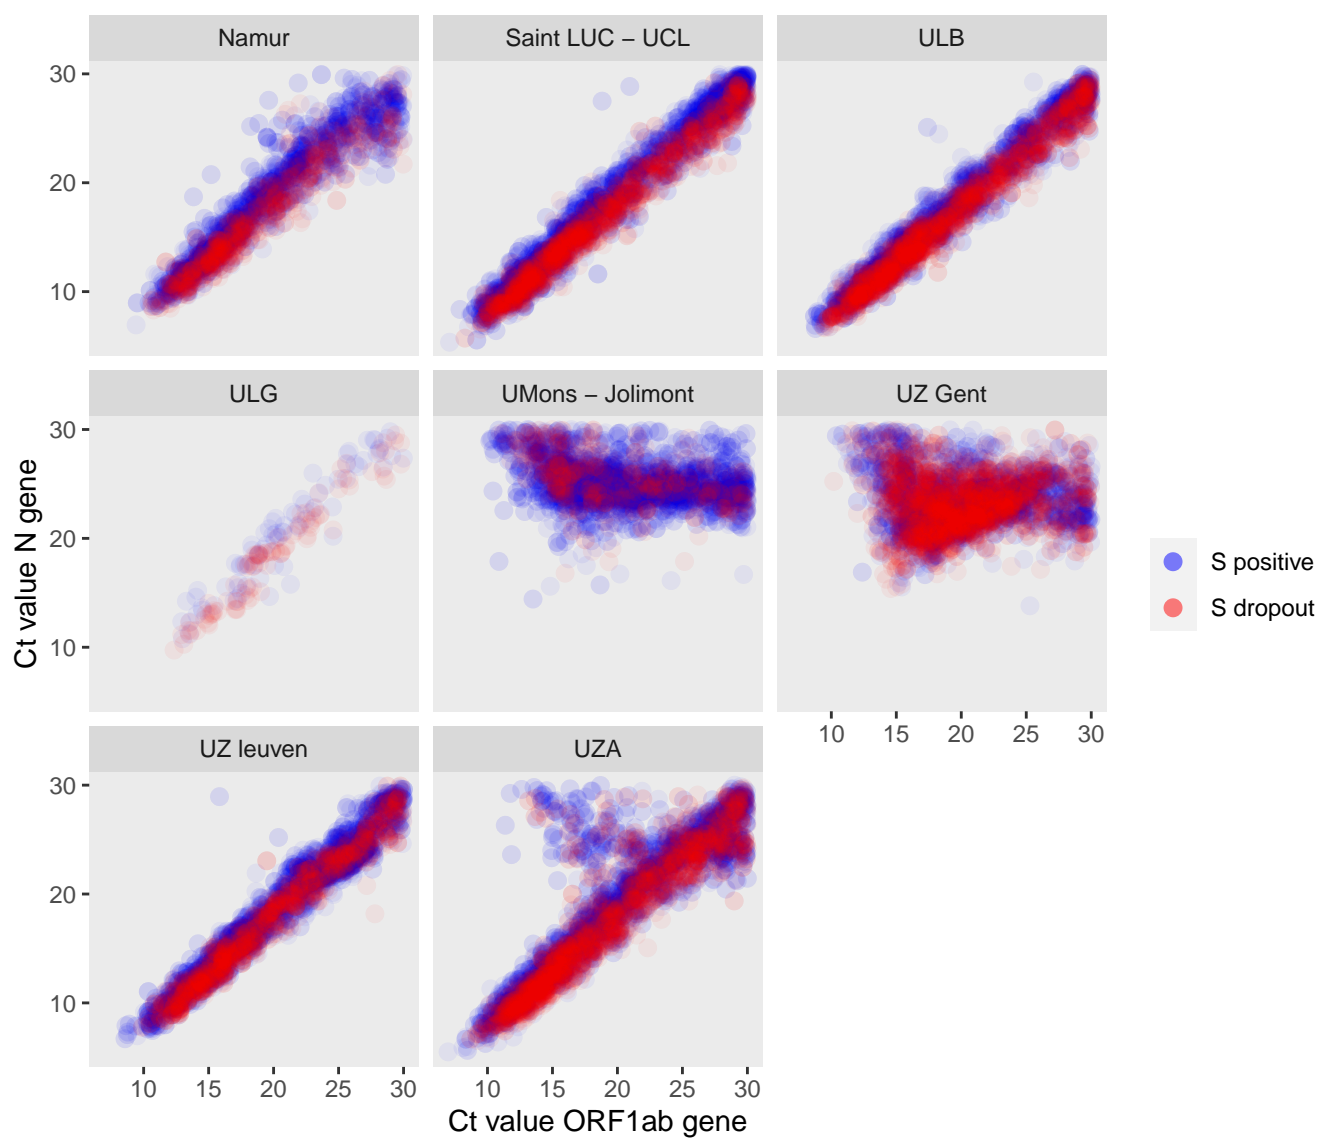 Namur
Saint LUC – UCL
ULB
30
20
10
ULG
UMons – Jolimont
UZ Gent
30
20
10
Ct value N gene
S positive
S dropout
10 15 20 25 30
UZ leuven
UZA
30
20
10
10 15 20 25 30
10 15 20 25 30
Ct value ORF1ab gene